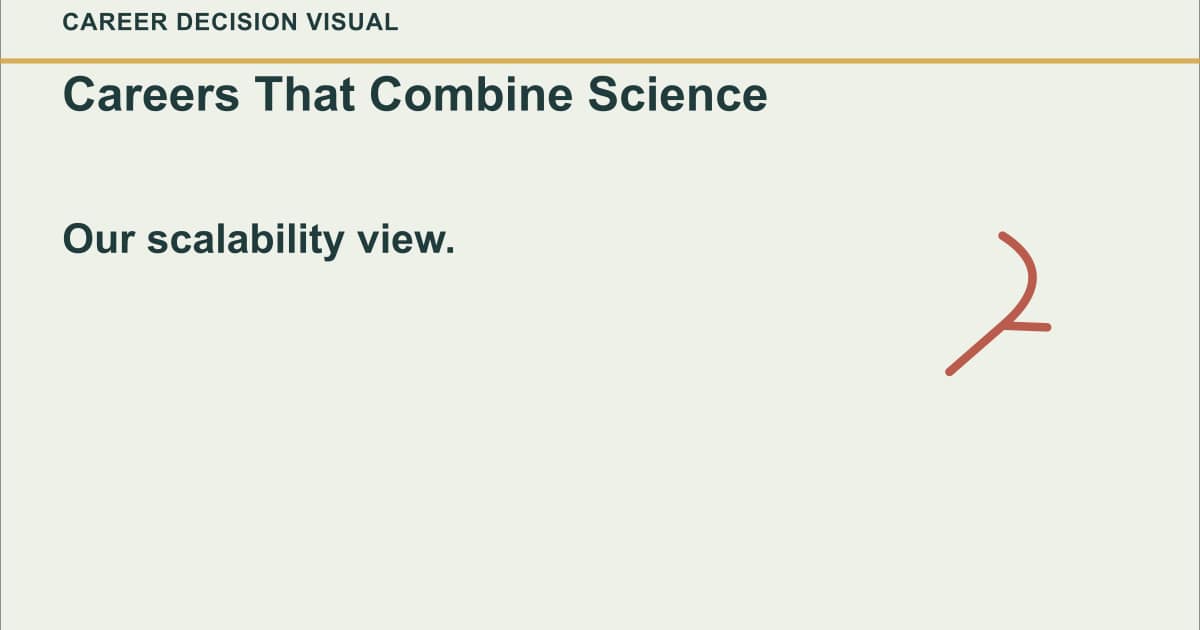 CAREER DECISION VISUAL
Careers That Combine Science
Our scalability view.